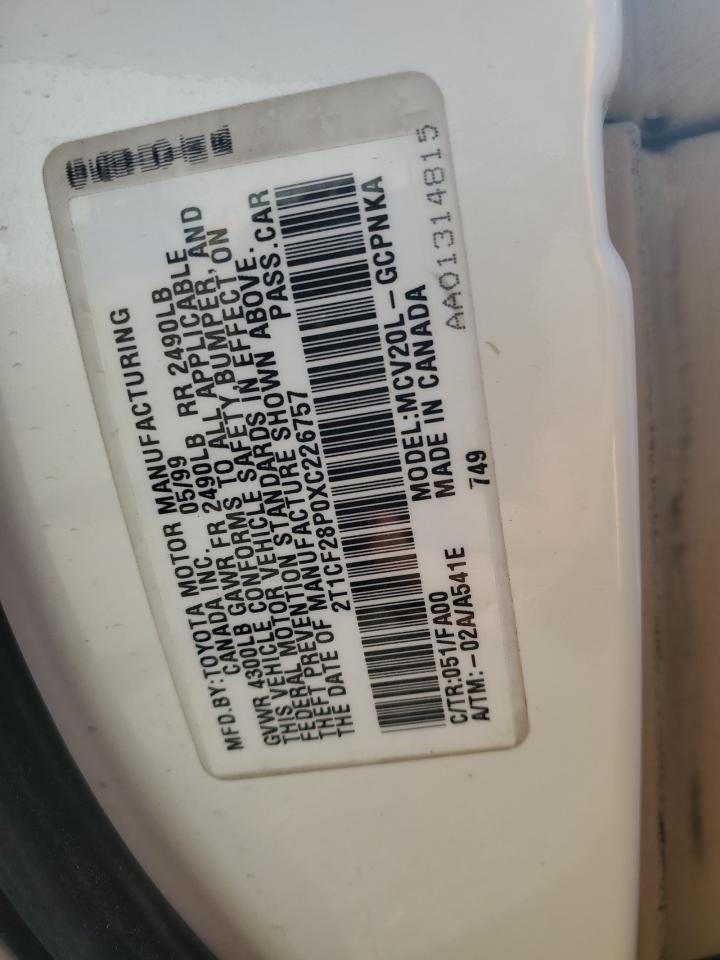 MFD.BY:TOYOTA MOTOR MANUFACTURING
CANADA INC. 05/99
GVWR 4300LB GAWR FR 2490LB RR 2490LB
THIS VEHICLE CONFORMS TO ALL APPLICABLE
FEDERAL MOTOR VEHICLE SAFETY, BUMPER, AND
THEFT PREVENTION STANDARDS IN EFFECT ON
THE DATE OF MANUFACTURE SHOWN ABOVE.
2T1CF28P0XC226757 PASS.CAR
C/TR:051/FA00 MODEL:MCV20L-GCPNKA
A/TM:-02A/A541E MADE IN CANADA
749 AA01314815